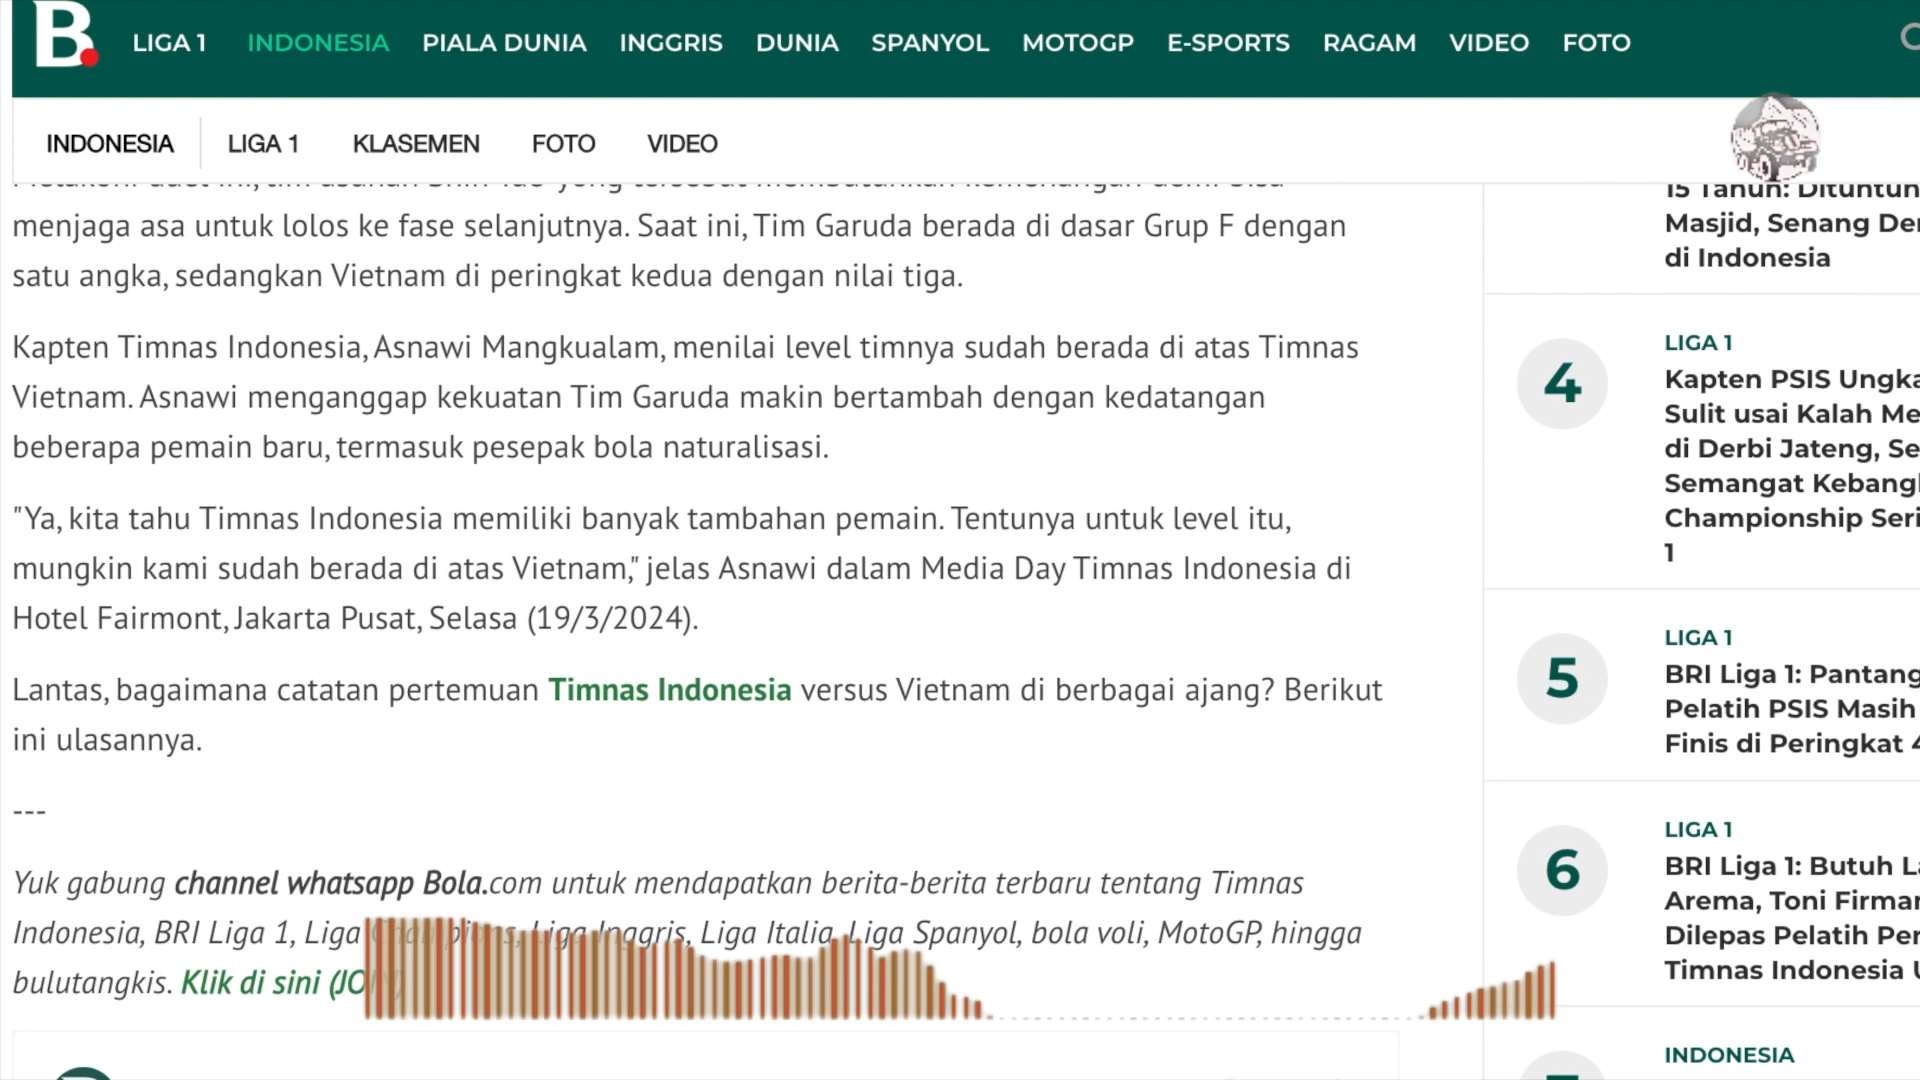 B.
LIGA 1 INDONESIA PIALA DUNIA INGGRIS DUNIA SPANYOL MOTOGP E-SPORTS RAGAM VIDEO FOTO
INDONESIA LIGA 1 KLASEMEN FOTO VIDEO
menjaga asa untuk lolos ke fase selanjutnya. Saat ini, Tim Garuda berada di dasar Grup F dengan
satu angka, sedangkan Vietnam di peringkat kedua dengan nilai tiga.
Kapten Timnas Indonesia, Asnawi Mangkualam, menilai level timnya sudah berada di atas Timnas
Vietnam. Asnawi menganggap kekuatan Tim Garuda makin bertambah dengan kedatangan
beberapa pemain baru, termasuk pesepak bola naturalisasi.
"Ya, kita tahu Timnas Indonesia memiliki banyak tambahan pemain. Tentunya untuk level itu,
mungkin kami sudah berada di atas Vietnam," jelas Asnawi dalam Media Day Timnas Indonesia di
Hotel Fairmont, Jakarta Pusat, Selasa (19/3/2024).
Lantas, bagaimana catatan pertemuan Timnas Indonesia versus Vietnam di berbagai ajang? Berikut
ini ulasannya.
---
Yuk gabung channel whatsapp Bola.com untuk mendapatkan berita-berita terbaru tentang Timnas
Indonesia, BRI Liga 1, Liga Champions, Liga Inggris, Liga Italia, Liga Spanyol, bola voli, MotoGP, hingga
bulutangkis. Klik di sini (JO
15 Tahun: Dituntun
Masjid, Senang De
di Indonesia
4
LIGA 1
Kapten PSIS Ungka
Sulit usai Kalah Me
di Derbi Jateng, Se
Semangat Kebang
Championship Seri
1
5
LIGA 1
BRI Liga 1: Pantang
Pelatih PSIS Masih
Finis di Peringkat 4
6
LIGA 1
BRI Liga 1: Butuh La
Arema, Toni Firma
Dilepas Pelatih Per
Timnas Indonesia U
INDONESIA